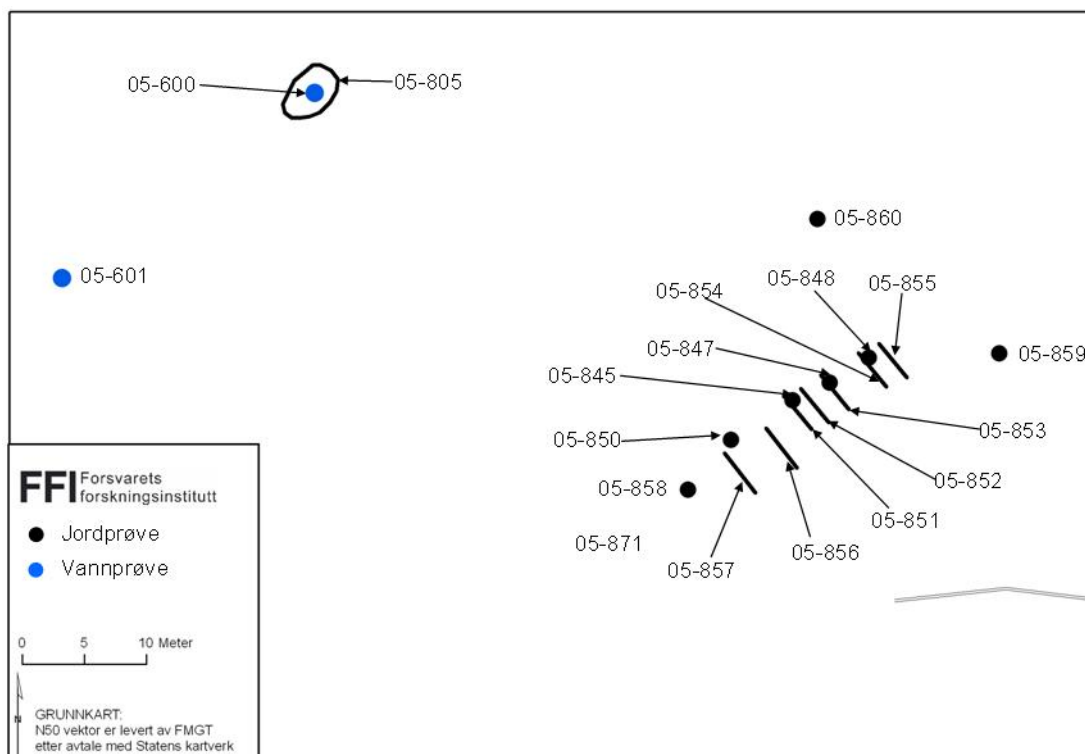 05-600
05-805
05-601
05-860
05-848
05-855
05-854
05-847
05-859
05-845
05-853
05-850
05-852
05-858
05-851
05-871
05-856
05-857
FFI Forsvarets
forskningsinstitutt
Jordprøve
Vannprøve
0 5 10 Meter
N
GRUNNKART:
N50 vektor er levert av FMGT
etter avtale med Statens kartverk